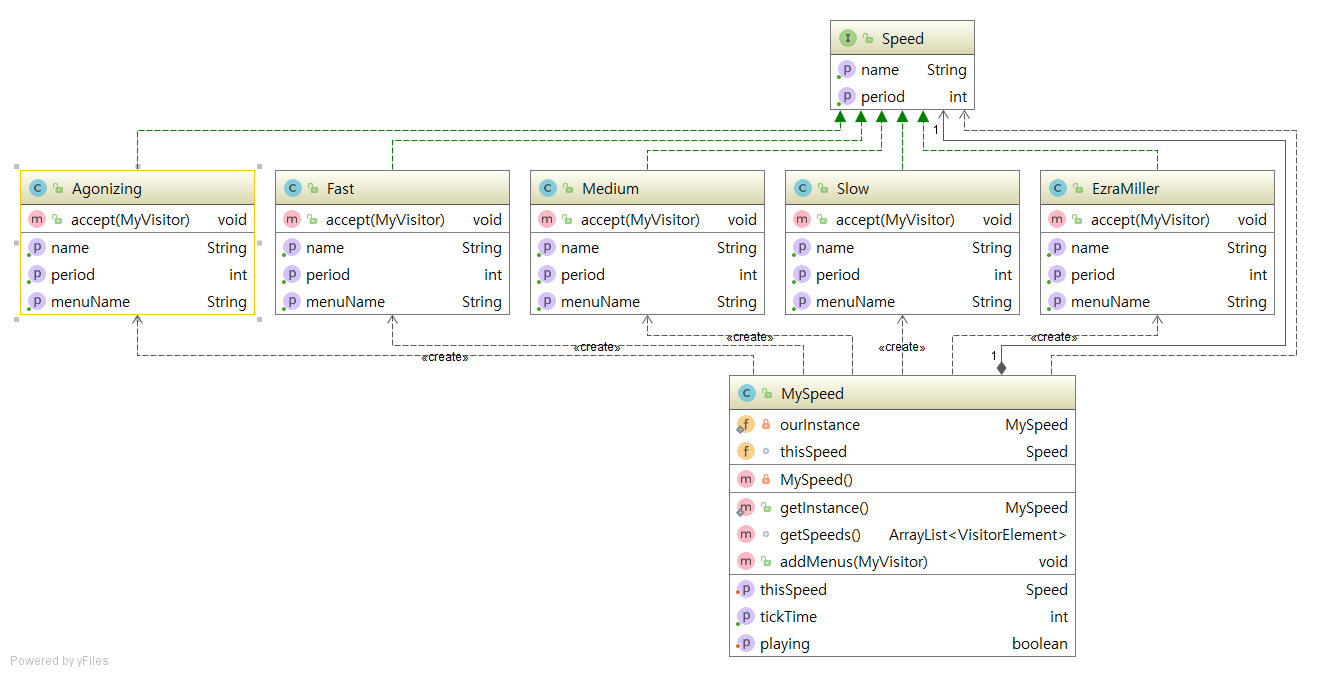 I Speed
p name String
p period int
1
C Agonizing
m accept(MyVisitor) void
p name String
p period int
p menuName String
C Fast
m accept(MyVisitor) void
p name String
p period int
p menuName String
C Medium
m accept(MyVisitor) void
p name String
p period int
p menuName String
C Slow
m accept(MyVisitor) void
p name String
p period int
p menuName String
C EzraMiller
m accept(MyVisitor) void
p name String
p period int
p menuName String
«create»
«create»
«create»
«create»
«create»
1
C MySpeed
f ourInstance MySpeed
f thisSpeed Speed
m MySpeed()
m getInstance() MySpeed
m getSpeeds() ArrayList<VisitorElement>
m addMenus(MyVisitor) void
p thisSpeed Speed
p tickTime int
p playing boolean
Powered by yFiles